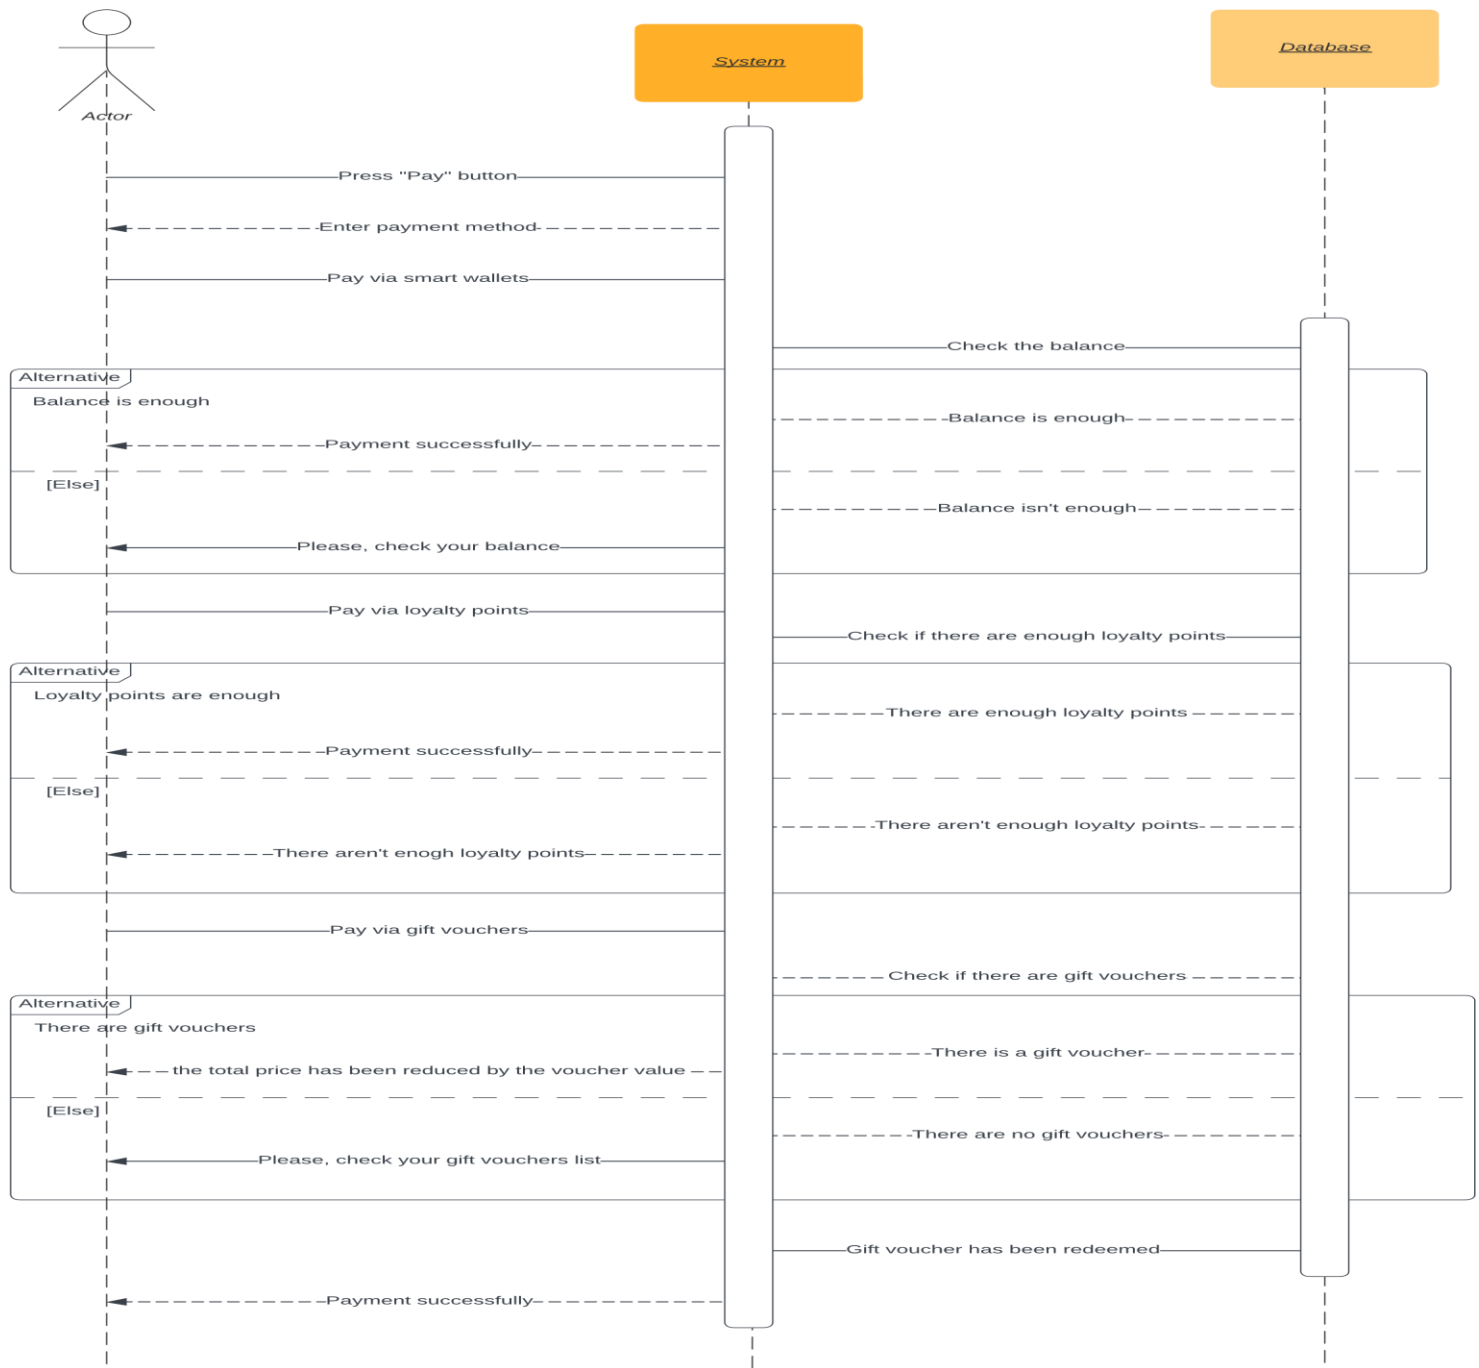 System
Database
Actor
Press "Pay" button
Enter payment method
Pay via smart wallets
Check the balance
Alternative
Balance is enough
Balance is enough
Payment successfully
[Else]
Balance isn't enough
Please, check your balance
Pay via loyalty points
Check if there are enough loyalty points
Alternative
Loyalty points are enough
There are enough loyalty points
Payment successfully
[Else]
There aren't enough loyalty points
There aren't enogh loyalty points
Pay via gift vouchers
Check if there are gift vouchers
Alternative
There are gift vouchers
There is a gift voucher
the total price has been reduced by the voucher value
[Else]
There are no gift vouchers
Please, check your gift vouchers list
Gift voucher has been redeemed
Payment successfully